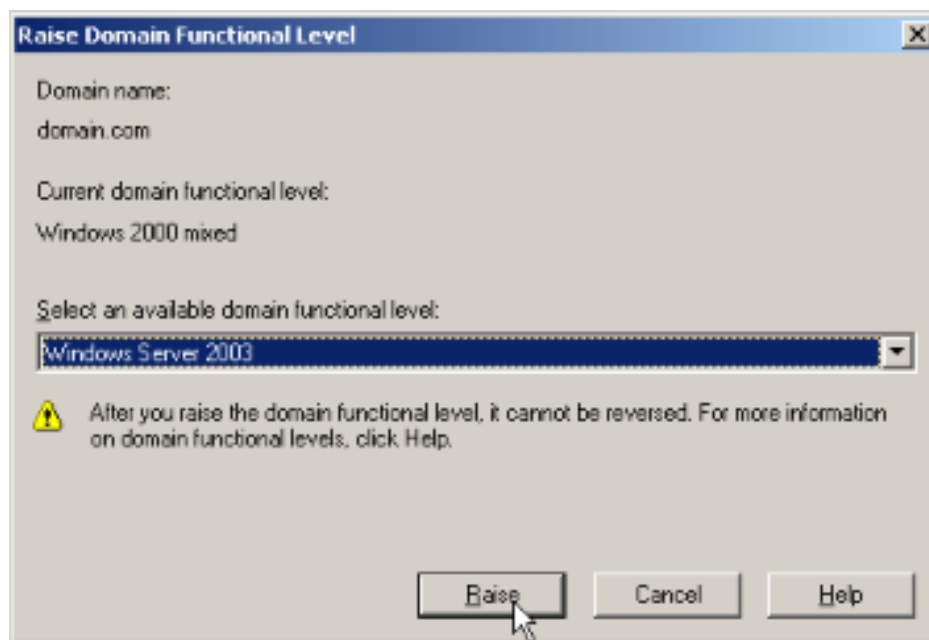 Raise Domain Functional Level
Domain name:
domain.com
Current domain functional level:
Windows 2000 mixed
Select an available domain functional level:
Windows Server 2003
After you raise the domain functional level, it cannot be reversed. For more information
on domain functional levels, click Help.
Raise Cancel Help